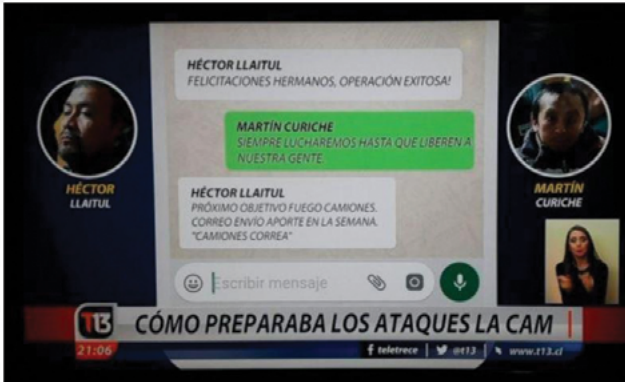 HÉCTOR LLAITUL
FELICITACIONES HERMANOS, OPERACIÓN EXITOSA!
MARTÍN CURICHE
SIEMPRE LUCHAREMOS HASTA QUE LIBEREN A
NUESTRA GENTE.
HÉCTOR LLAITUL
PRÓXIMO OBJETIVO FUEGO CAMIONES.
CORREO ENVÍO APORTE EN LA SEMANA.
"CAMIONES CORREA"
HÉCTOR
LLAITUL
MARTÍN
CURICHE
Escribir mensaje
T13 CÓMO PREPARABA LOS ATAQUES LA CAM
21:06
teletrece @t13 www.t13.cl